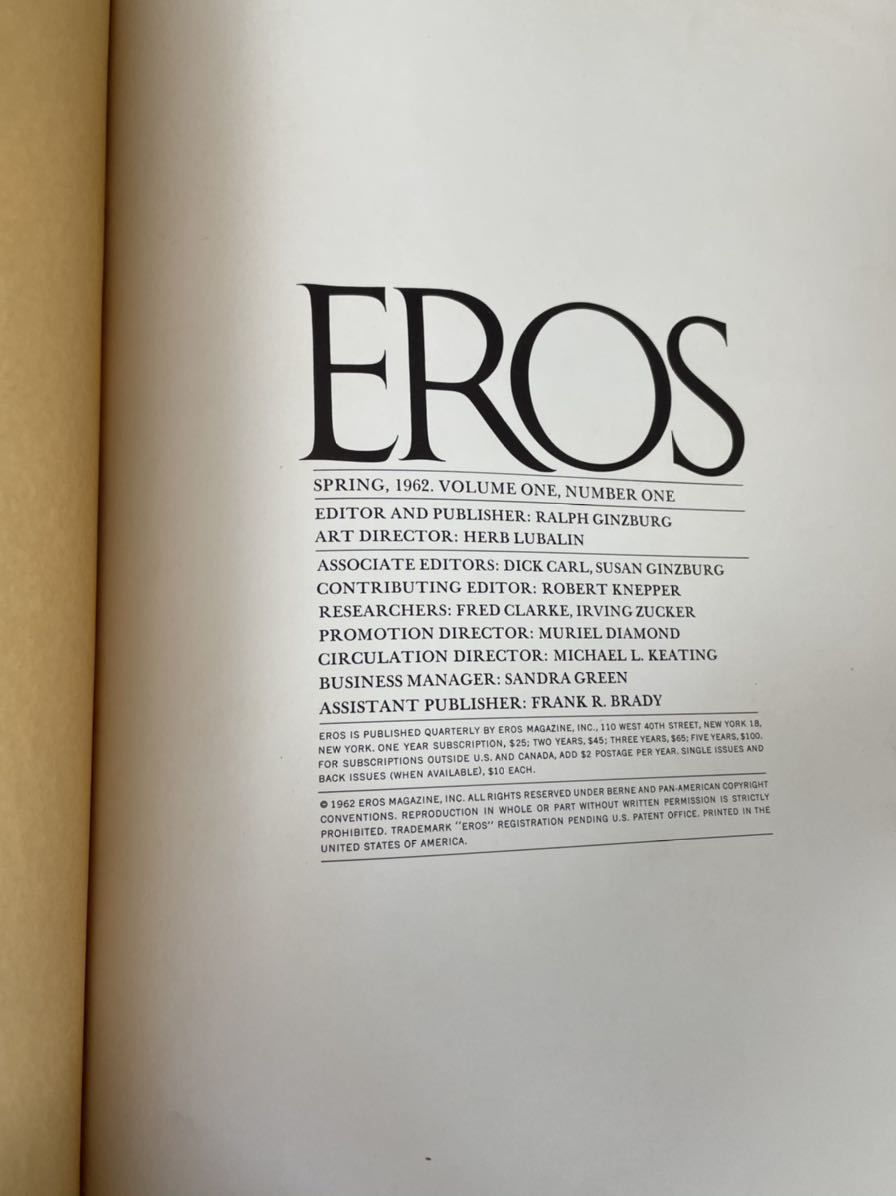 EROS
SPRING, 1962. VOLUME ONE, NUMBER ONE
EDITOR AND PUBLISHER: RALPH GINZBURG
ART DIRECTOR: HERB LUBALIN
ASSOCIATE EDITORS: DICK CARL, SUSAN GINZBURG
CONTRIBUTING EDITOR: ROBERT KNEPPER
RESEARCHERS: FRED CLARKE, IRVING ZUCKER
PROMOTION DIRECTOR: MURIEL DIAMOND
CIRCULATION DIRECTOR: MICHAEL L. KEATING
BUSINESS MANAGER: SANDRA GREEN
ASSISTANT PUBLISHER: FRANK R. BRADY
EROS IS PUBLISHED QUARTERLY BY EROS MAGAZINE, INC., 110 WEST 40TH STREET, NEW YORK 18,
NEW YORK. ONE YEAR SUBSCRIPTION, $25; TWO YEARS, $45; THREE YEARS, $65; FIVE YEARS, $100.
FOR SUBSCRIPTIONS OUTSIDE U.S. AND CANADA, ADD $2 POSTAGE PER YEAR. SINGLE ISSUES AND
BACK ISSUES (WHEN AVAILABLE), $10 EACH.
© 1962 EROS MAGAZINE, INC. ALL RIGHTS RESERVED UNDER BERNE AND PAN-AMERICAN COPYRIGHT
CONVENTIONS. REPRODUCTION IN WHOLE OR PART WITHOUT WRITTEN PERMISSION IS STRICTLY
PROHIBITED. TRADEMARK "EROS" REGISTRATION PENDING U.S. PATENT OFFICE. PRINTED IN THE
UNITED STATES OF AMERICA.